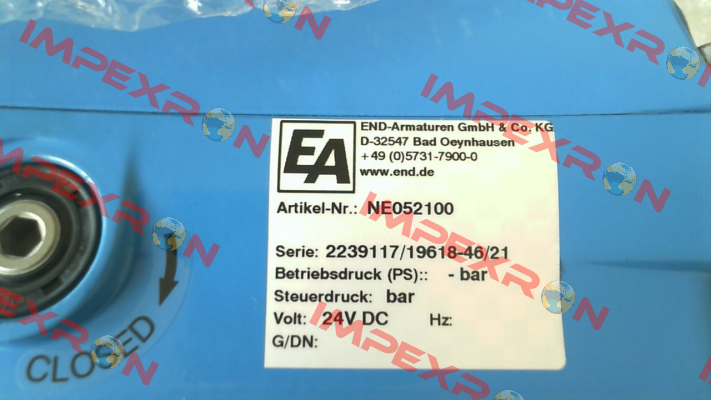 EA
END-Armaturen GmbH & Co. KG
D-32547 Bad Oeynhausen
+49 (0)5731-7900-0
www.end.de
Artikel-Nr.: NE052100
Serie: 2239117/19618-46/21
Betriebsdruck (PS):: - bar
Steuerdruck: bar
Volt: 24V DC Hz:
G/DN:
CLOSED
IMPEXRON
IMPEXRON
IMPEXRON
IMPEXRON
IMPEXRON
IMPEXRON